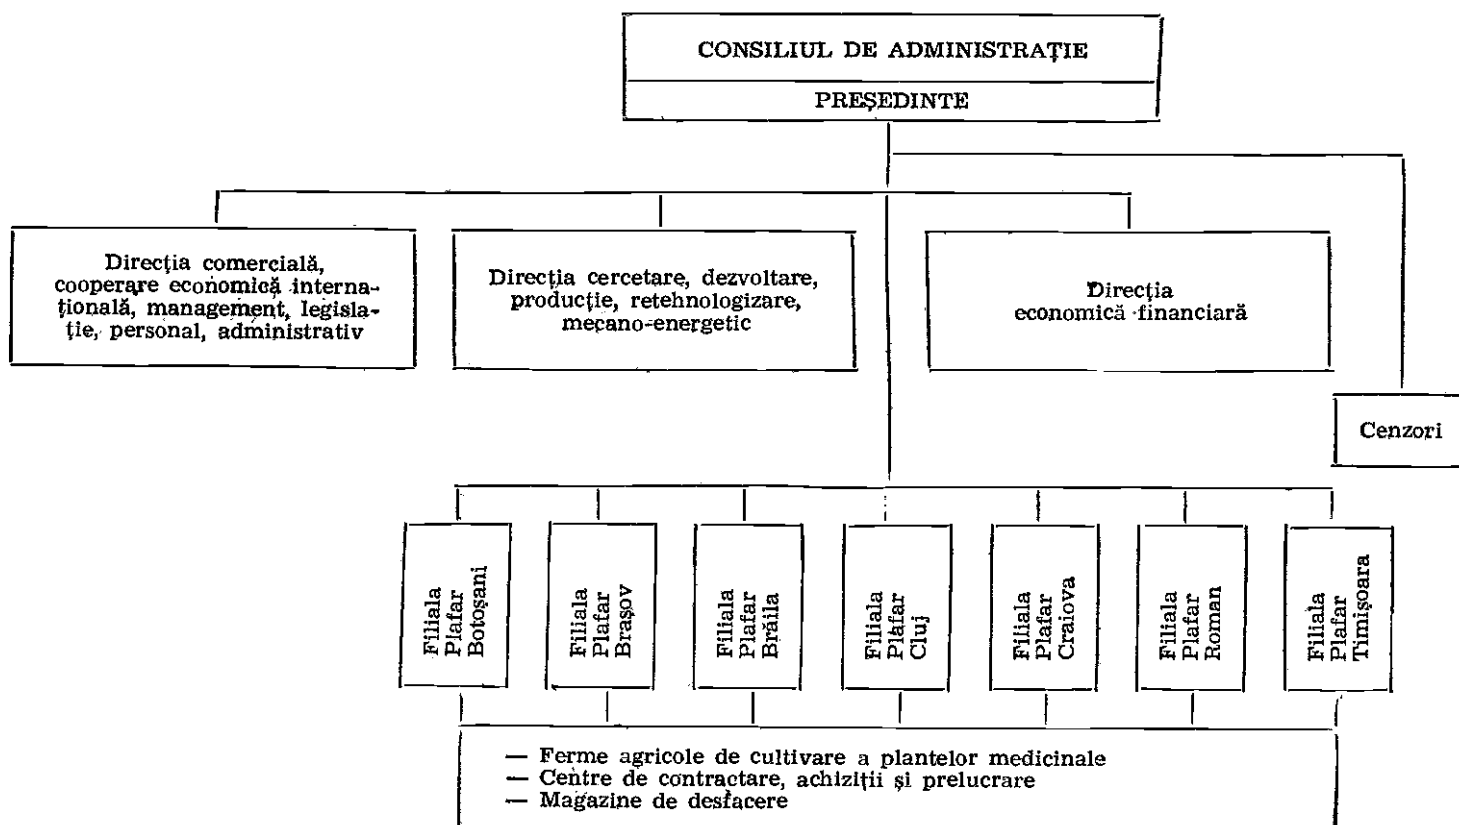 CONSILIUL DE ADMINISTRAȚIE
PREȘEDINTE
Direcția comercială,
cooperare economică interna-
țională, management, legisla-
ție, personal, administrativ
Direcția cercetare, dezvoltare,
producție, retehnologizare,
mecano-energetic
Direcția
economică financiară
Cenzori
Filiala
Plafar
Botoșani
Filiala
Plafar
Brașov
Filiala
Plafar
Brăila
Filiala
Plafar
Cluj
Filiala
Plafar
Craiova
Filiala
Plafar
Roman
Filiala
Plafar
Timișoara
— Ferme agricole de cultivare a plantelor medicinale
— Centre de contractare, achiziții și prelucrare
— Magazine de desfacere